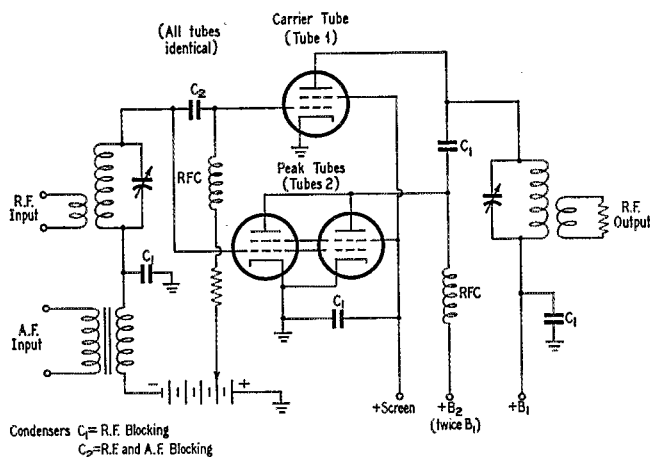 (All tubes
identical)
Carrier Tube
(Tube 1)
C₂
RFC
Peak Tubes
(Tubes 2)
C₁
R.F.
Input
R.F.
Output
C₁
RFC
C₁
C₁
A.F.
Input
-
+
+Screen
+B₂
(twice B₁)
+B₁
Condensers C₁= R.F. Blocking
C₂=R.F. and A.F. Blocking